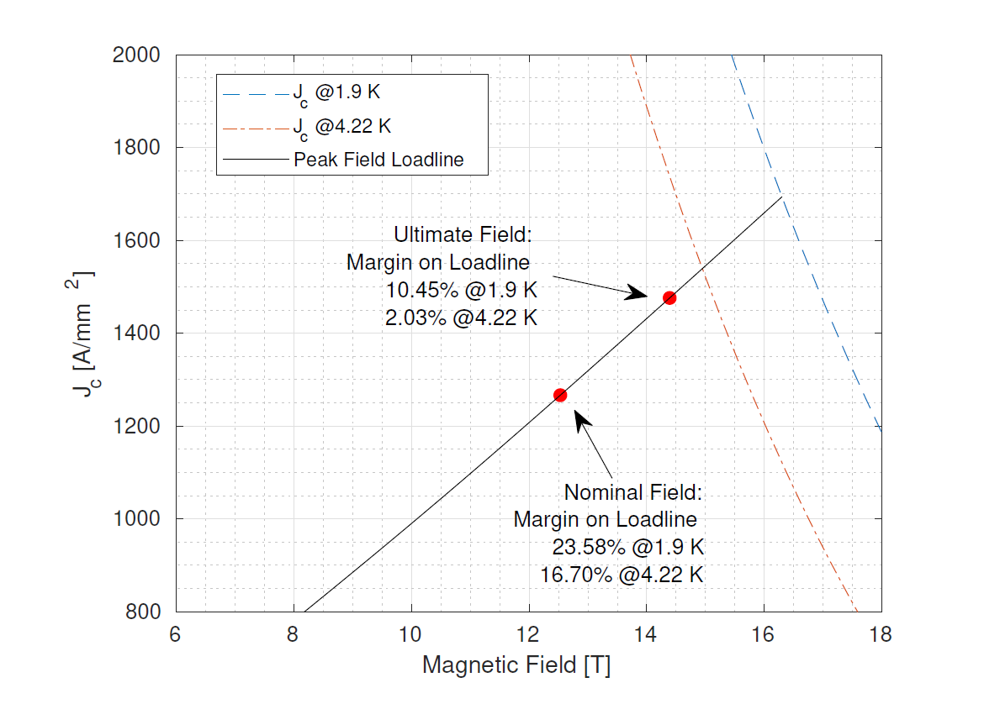 2000
1800
1600
1400
1200
1000
800
J_c [A/mm ²]
J_c @1.9 K
J_c @4.22 K
Peak Field Loadline
Ultimate Field:
Margin on Loadline
10.45% @1.9 K
2.03% @4.22 K
Nominal Field:
Margin on Loadline
23.58% @1.9 K
16.70% @4.22 K
6 8 10 12 14 16 18
Magnetic Field [T]